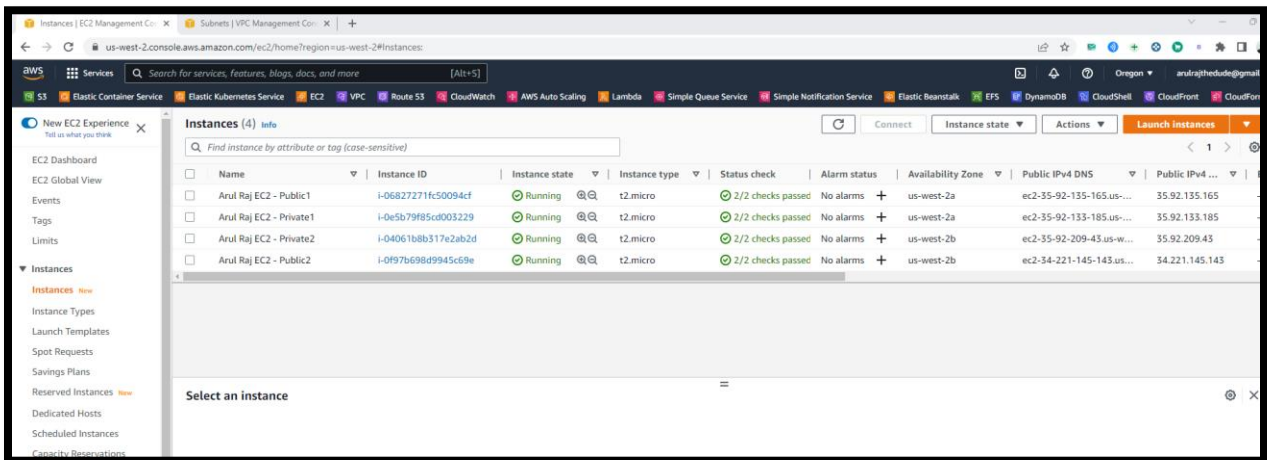 Instances | EC2 Management Co
Subnets | VPC Management Con
us-west-2.console.aws.amazon.com/ec2/home?region=us-west-2#Instances:
aws
Services
Search for services, features, blogs, docs, and more
[Alt+S]
Oregon
arulrajthedude@gmail
S3
Elastic Container Service
Elastic Kubernetes Service
EC2
VPC
Route 53
CloudWatch
AWS Auto Scaling
Lambda
Simple Queue Service
Simple Notification Service
Elastic Beanstalk
EFS
DynamoDB
CloudShell
CloudFront
CloudForm
New EC2 Experience
Tell us what you think
EC2 Dashboard
EC2 Global View
Events
Tags
Limits
Instances
Instances New
Instance Types
Launch Templates
Spot Requests
Savings Plans
Reserved Instances New
Dedicated Hosts
Scheduled Instances
Capacity Reservations
Instances (4) Info
Connect
Instance state
Actions
Launch instances
Find instance by attribute or tag (case-sensitive)
1
Name Instance ID Instance state Instance type Status check Alarm status Availability Zone Public IPv4 DNS Public IPv4 ...
Arul Raj EC2 - Public1 i-06827271fc50094cf Running t2.micro 2/2 checks passed No alarms + us-west-2a ec2-35-92-135-165.us-... 35.92.135.165
Arul Raj EC2 - Private1 i-0e5b79f85cd003229 Running t2.micro 2/2 checks passed No alarms + us-west-2a ec2-35-92-133-185.us-... 35.92.133.185
Arul Raj EC2 - Private2 i-04061b8b317e2ab2d Running t2.micro 2/2 checks passed No alarms + us-west-2b ec2-35-92-209-43.us-w... 35.92.209.43
Arul Raj EC2 - Public2 i-0f97b698d9945c69e Running t2.micro 2/2 checks passed No alarms + us-west-2b ec2-34-221-145-143.us... 34.221.145.143
Select an instance